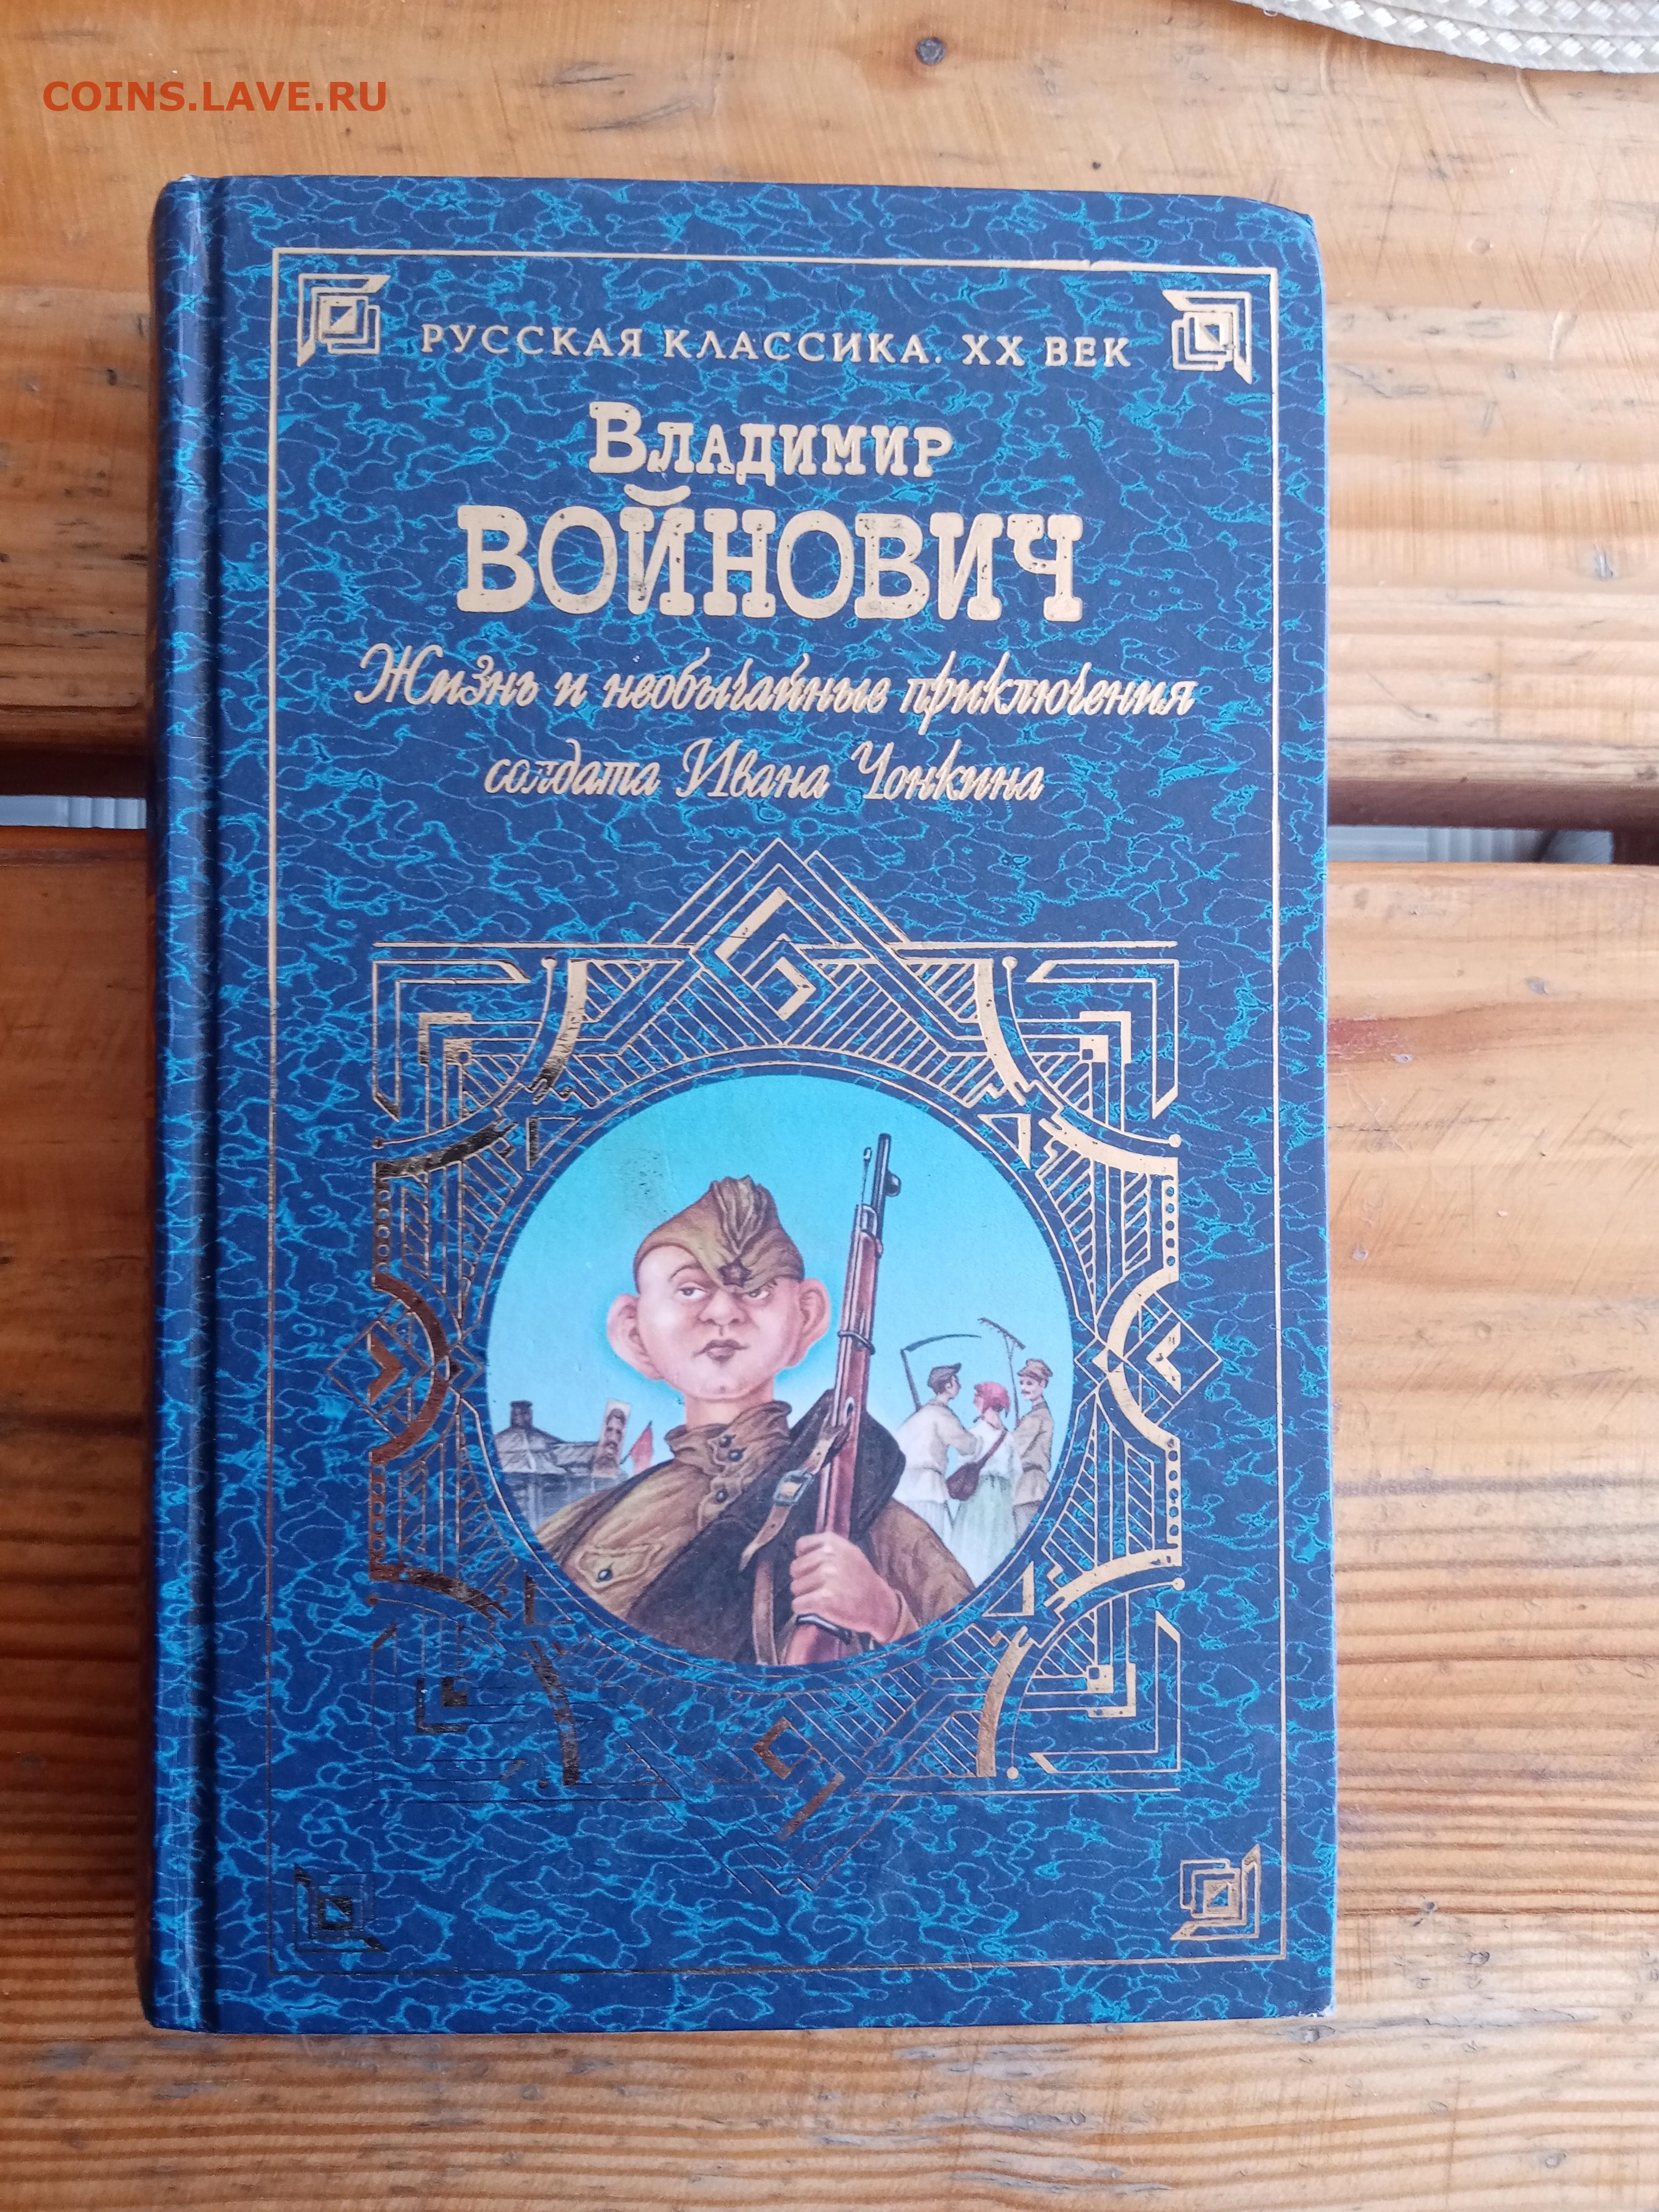 COINS.LAVE.RU
РУССКАЯ КЛАССИКА. XX ВЕК
ВЛАДИМИР
ВОЙНОВИЧ
Жизнь и необычайные приключения
солдата Ивана Чонкина